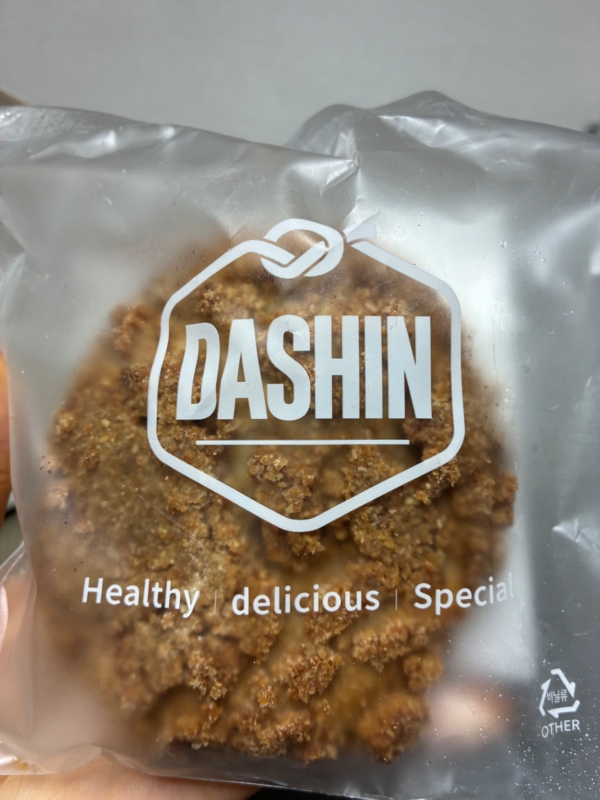 DASHIN
Healthy | delicious | Special
비닐류
OTHER